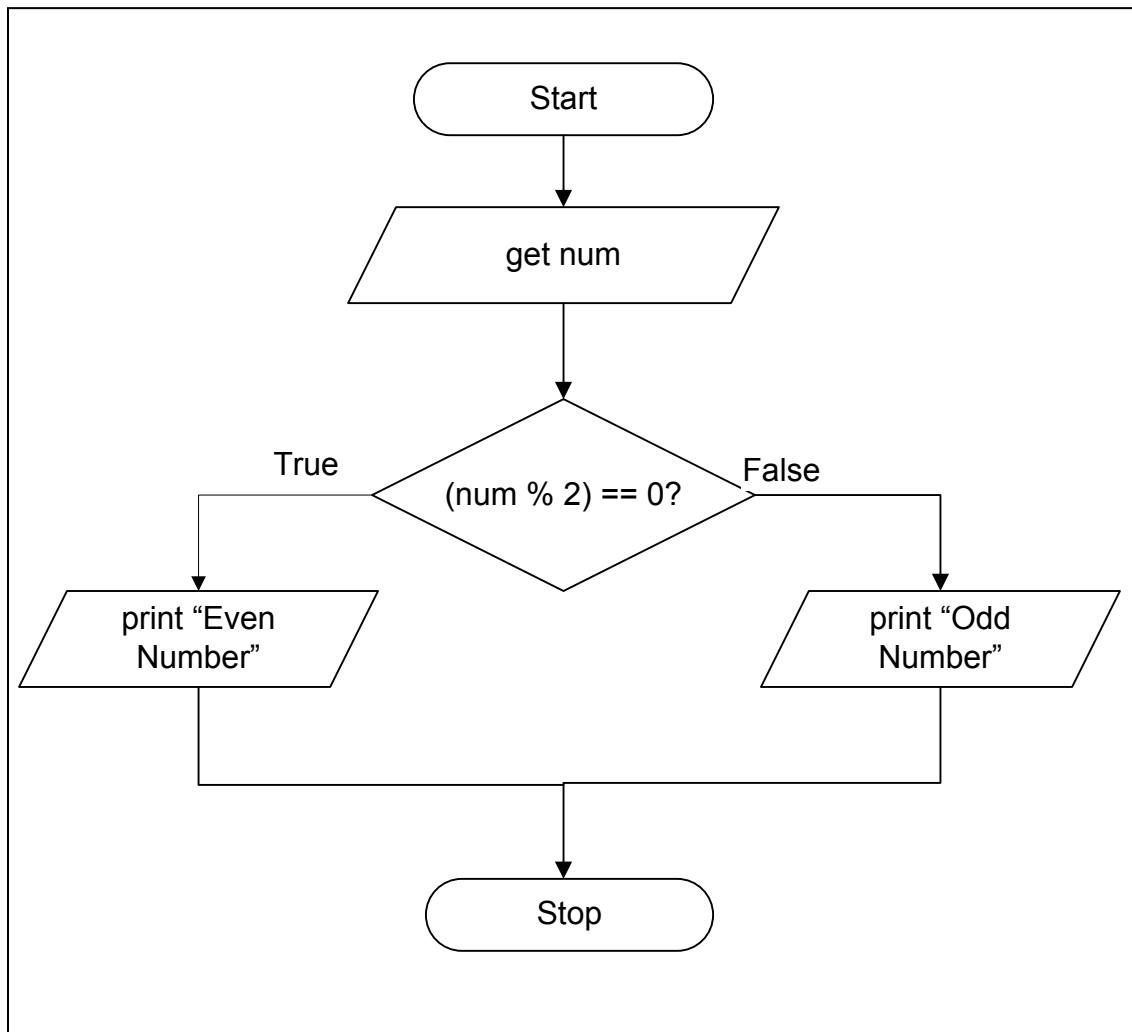 Start
get num
True
False
(num % 2) == 0?
print “Even
Number”
print “Odd
Number”
Stop